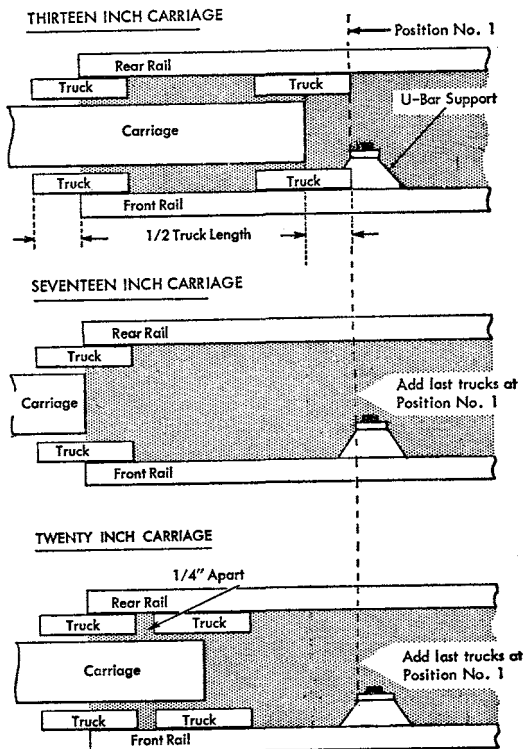 THIRTEEN INCH CARRIAGE
Position No. 1
Rear Rail
Truck
Truck
U-Bar Support
Carriage
Truck
Truck
Front Rail
1/2 Truck Length
SEVENTEEN INCH CARRIAGE
Rear Rail
Truck
Carriage
Add last trucks at
Position No. 1
Truck
Front Rail
TWENTY INCH CARRIAGE
1/4" Apart
Rear Rail
Truck
Truck
Carriage
Add last trucks at
Position No. 1
Truck
Truck
Front Rail